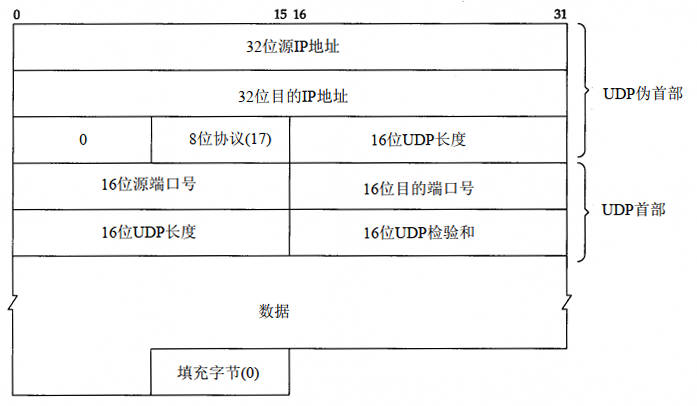 0 15 16 31
32位源IP地址
32位目的IP地址
UDP伪首部
0 8位协议(17) 16位UDP长度
16位源端口号 16位目的端口号
UDP首部
16位UDP长度 16位UDP检验和
数据
填充字节(0)